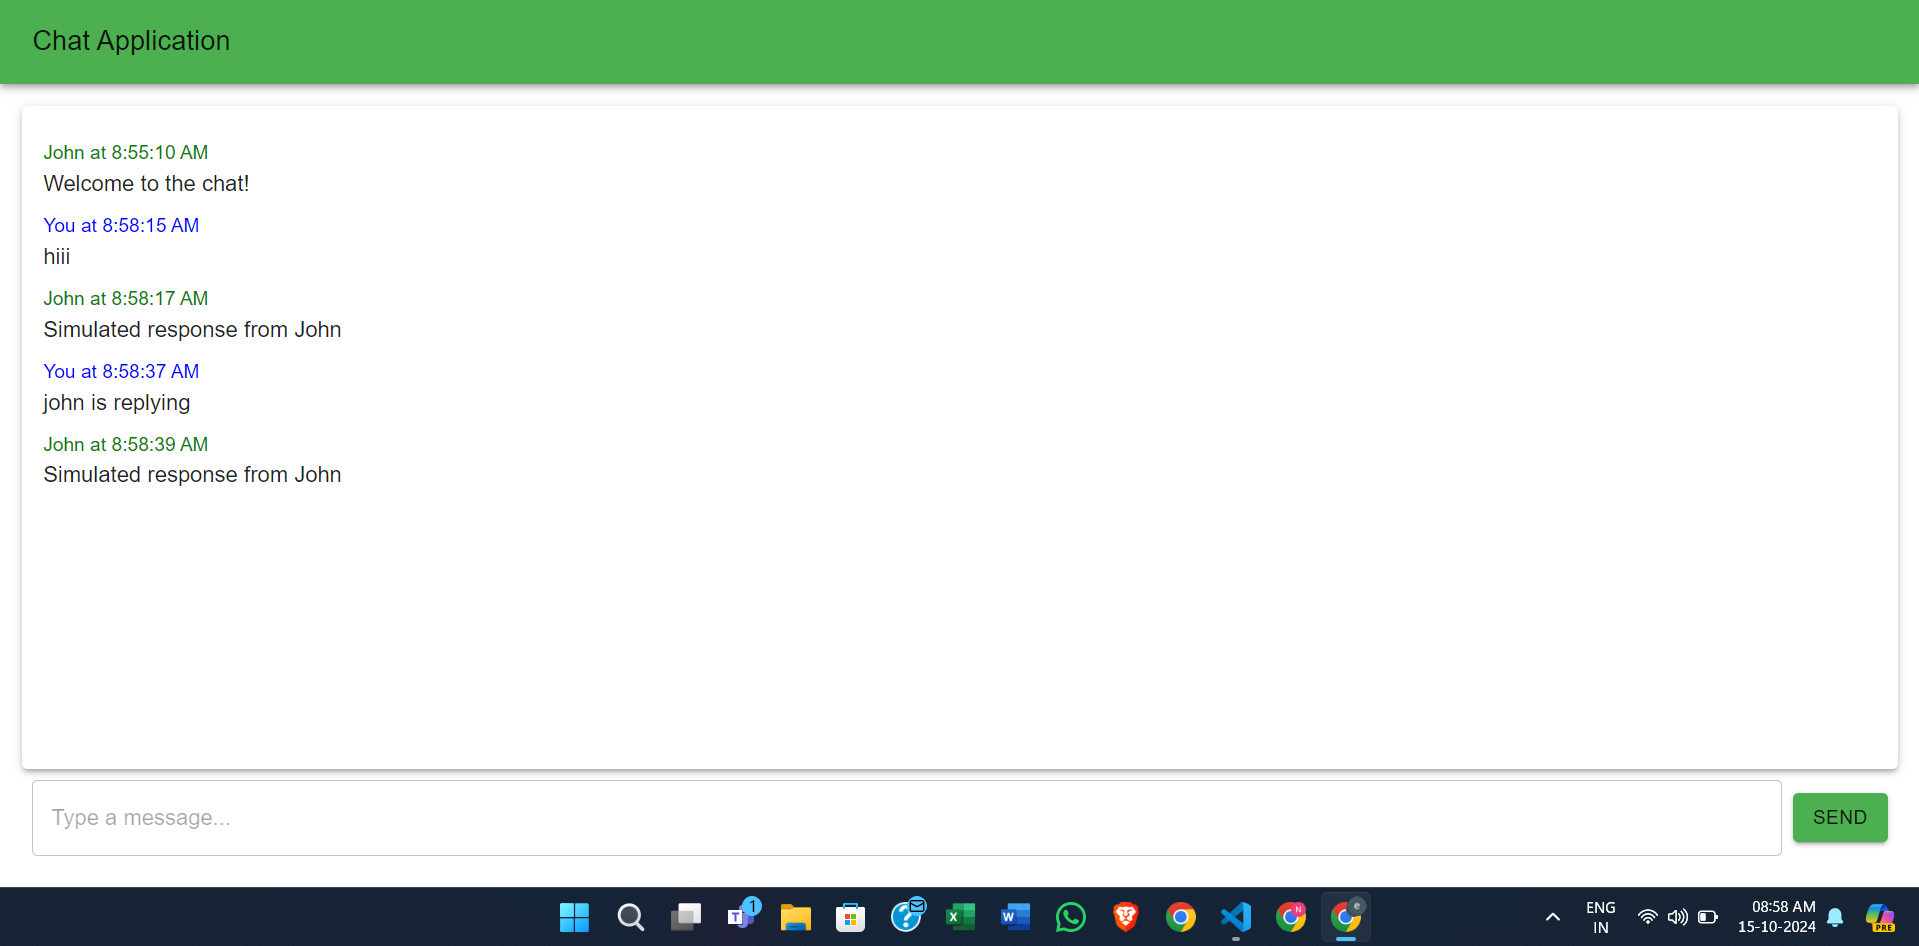 Chat Application
John at 8:55:10 AM
Welcome to the chat!
You at 8:58:15 AM
hiii
John at 8:58:17 AM
Simulated response from John
You at 8:58:37 AM
john is replying
John at 8:58:39 AM
Simulated response from John
Type a message...
SEND
1
T
X
W
N
e
ENG
IN
08:58 AM
15-10-2024
PRE